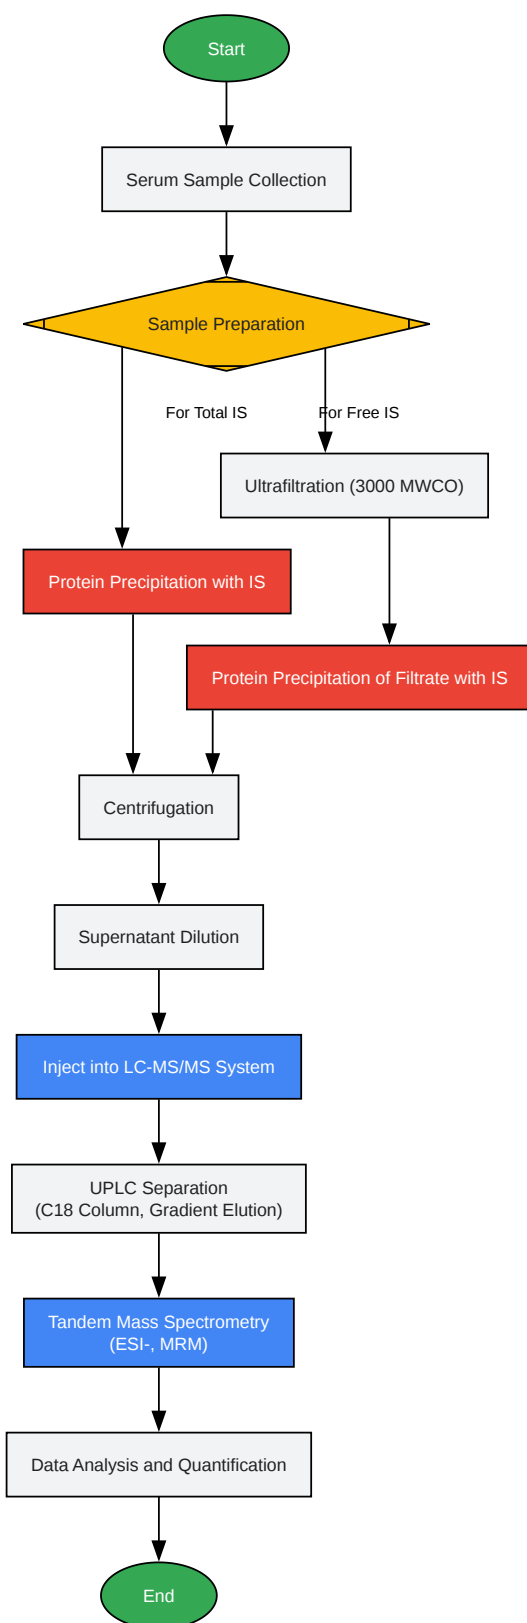 Start
Serum Sample Collection
Sample Preparation
For Total IS
For Free IS
Ultrafiltration (3000 MWCO)
Protein Precipitation with IS
Protein Precipitation of Filtrate with IS
Centrifugation
Supernatant Dilution
Inject into LC-MS/MS System
UPLC Separation
(C18 Column, Gradient Elution)
Tandem Mass Spectrometry
(ESI-, MRM)
Data Analysis and Quantification
End